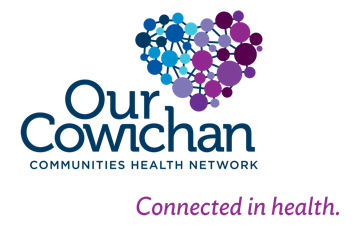 Our
Cowichan
COMMUNITIES HEALTH NETWORK
Connected in health.